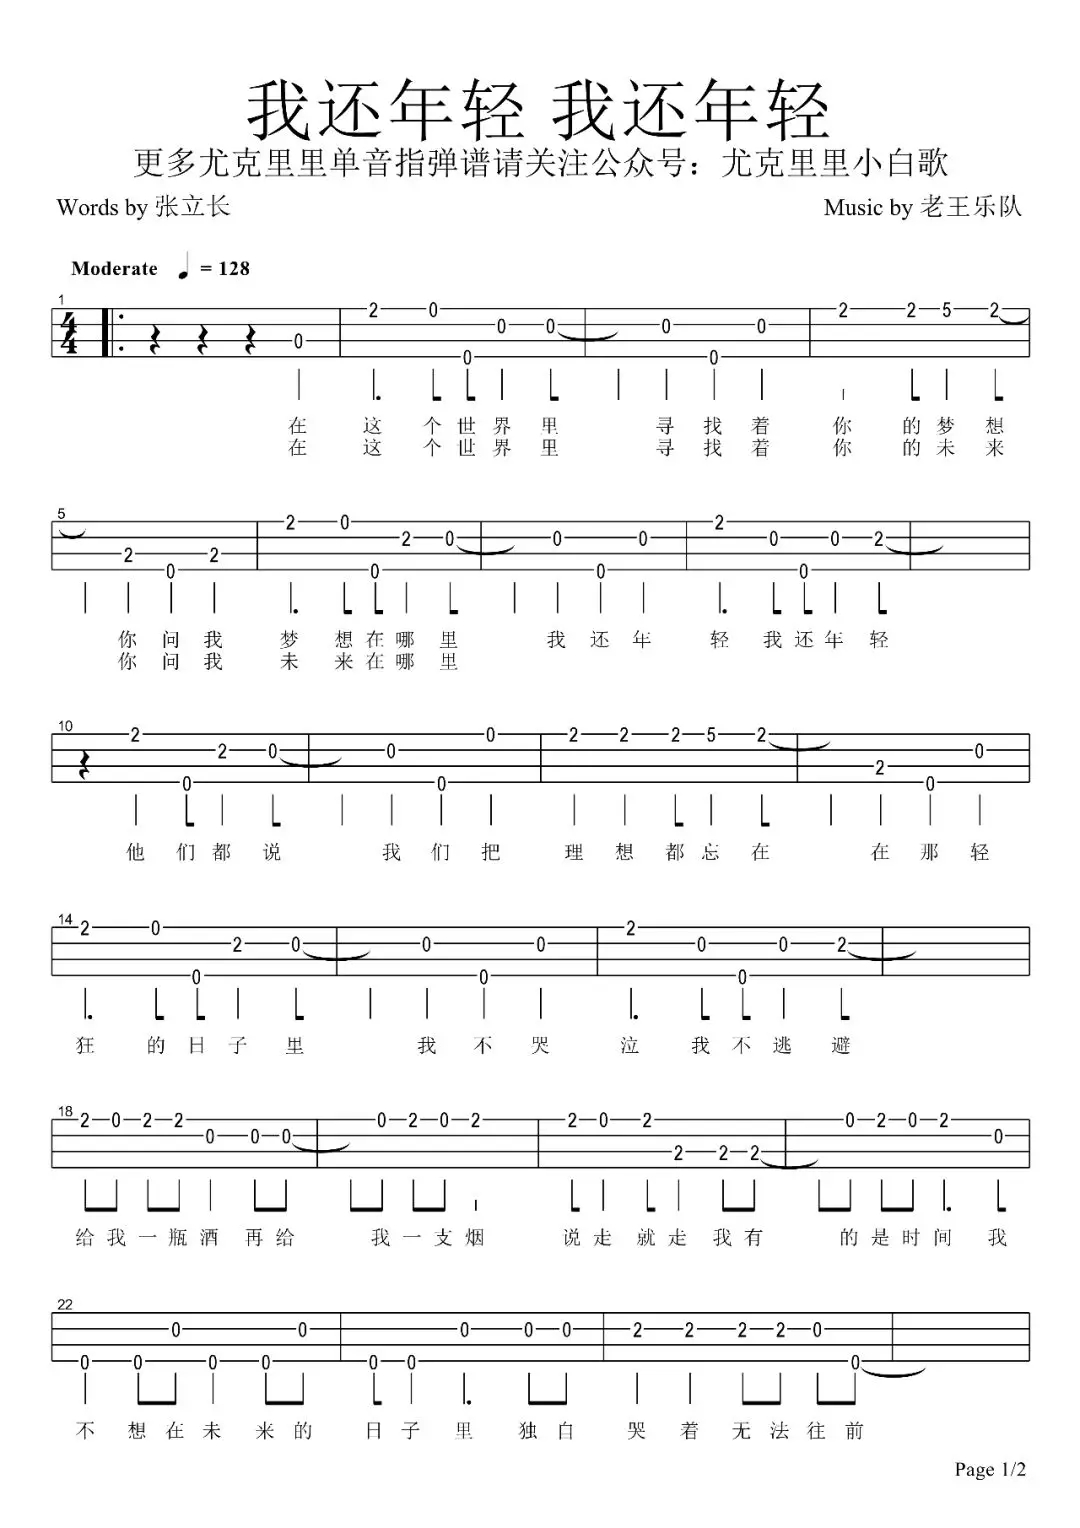 我还年轻 我还年轻
更多尤克里里单音指弹谱请关注公众号：尤克里里小白歌
Words by 张立长 Music by 老王乐队
Moderate = 128
1
4
4
0 2 0 0 0 0 0 0 0 2 2 5 2
在 这 个 世 界 里 寻 找 着 你 的 梦 想
在 这 个 世 界 里 寻 找 着 你 的 未 来
5
2 0 2 2 0 0 2 0 0 0 0 2 0 0 0 2
你 问 我 梦 想 在 哪 里 我 还 年 轻 我 还 年 轻
你 问 我 未 来 在 哪 里
10
2 0 2 0 0 0 0 2 2 2 5 2 2 0 0
他 们 都 说 我 们 把 理 想 都 忘 在 在 那 轻
14
2 0 0 2 0 0 0 0 2 0 0 0 2
狂 的 日 子 里 我 不 哭 泣 我 不 逃 避
18
2 0 2 2 0 0 0 0 2 0 2 2 0 2 2 2 2 0 2 0 2 0
给 我 一 瓶 酒 再 给 我 一 支 烟 说 走 就 走 我 有 的 是 时 间 我
22
0 0 0 0 0 0 0 0 0 0 0 2 2 2 2 0 0
不 想 在 未 来 的 日 子 里 独 白 哭 着 无 法 往 前
Page 1/2